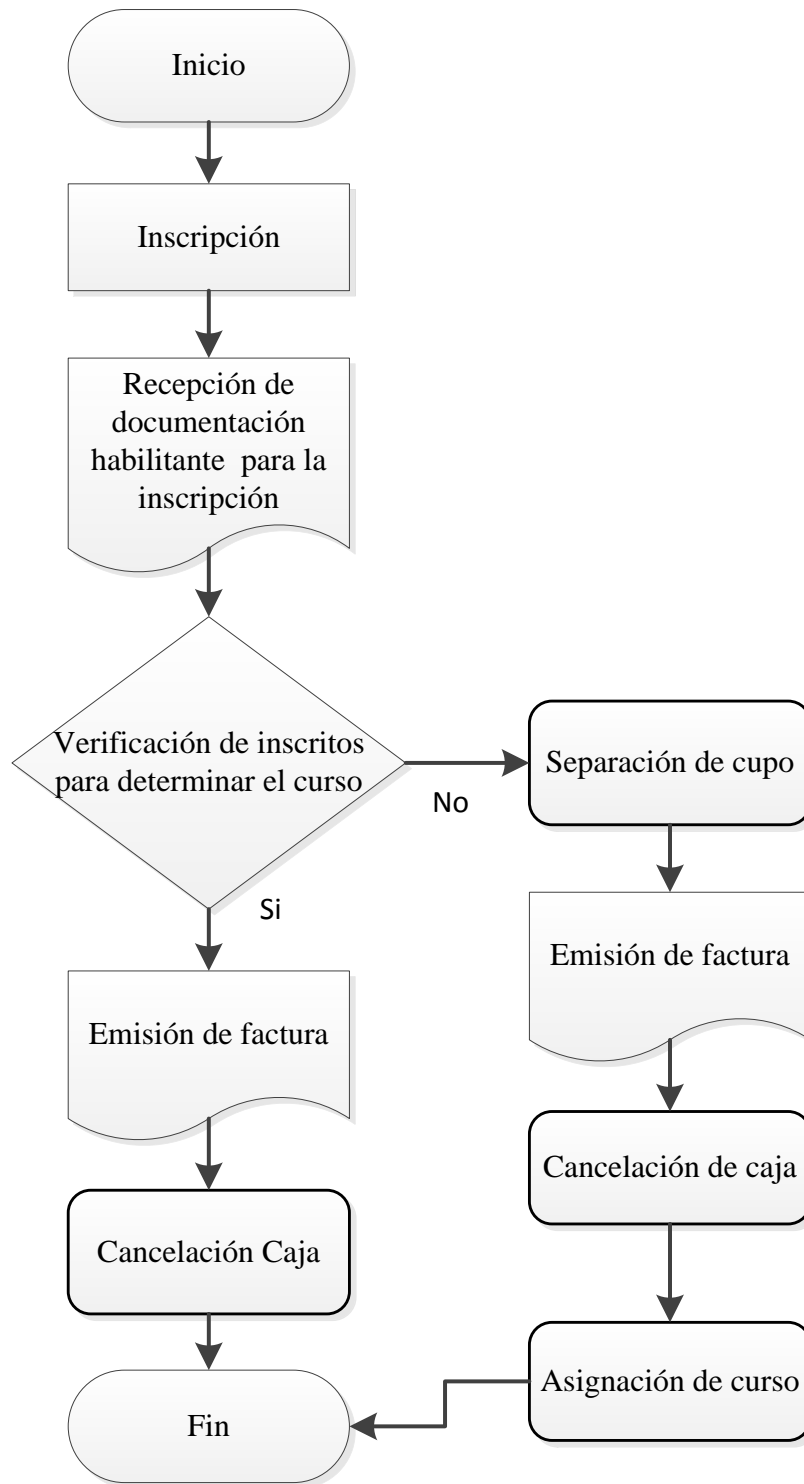 Inicio
Inscripción
Recepción de
documentación
habilitante  para la
inscripción
Verificación de inscritos
para determinar el curso
No
Separación de cupo
Si
Emisión de factura
Emisión de factura
Cancelación de caja
Cancelación Caja
Asignación de curso
Fin